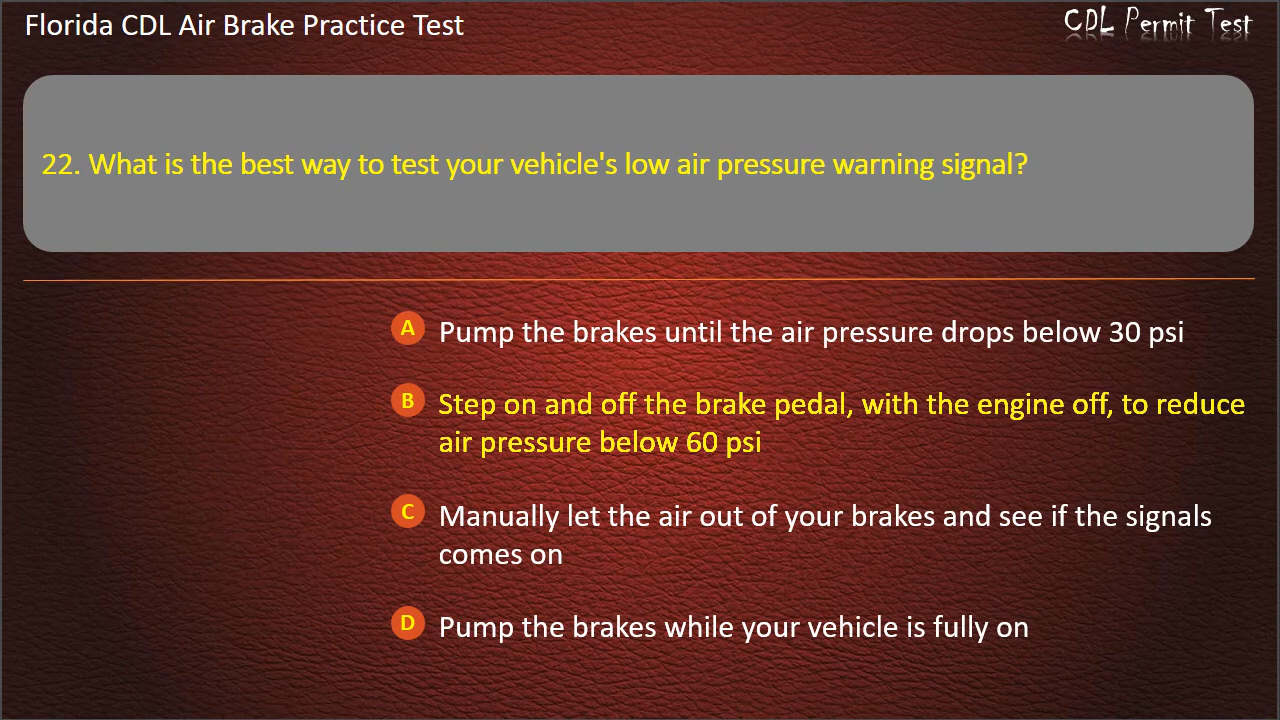 Florida CDL Air Brake Practice Test
CDL Permit Test
22. What is the best way to test your vehicle's low air pressure warning signal?
A Pump the brakes until the air pressure drops below 30 psi
B Step on and off the brake pedal, with the engine off, to reduce
air pressure below 60 psi
C Manually let the air out of your brakes and see if the signals
comes on
D Pump the brakes while your vehicle is fully on